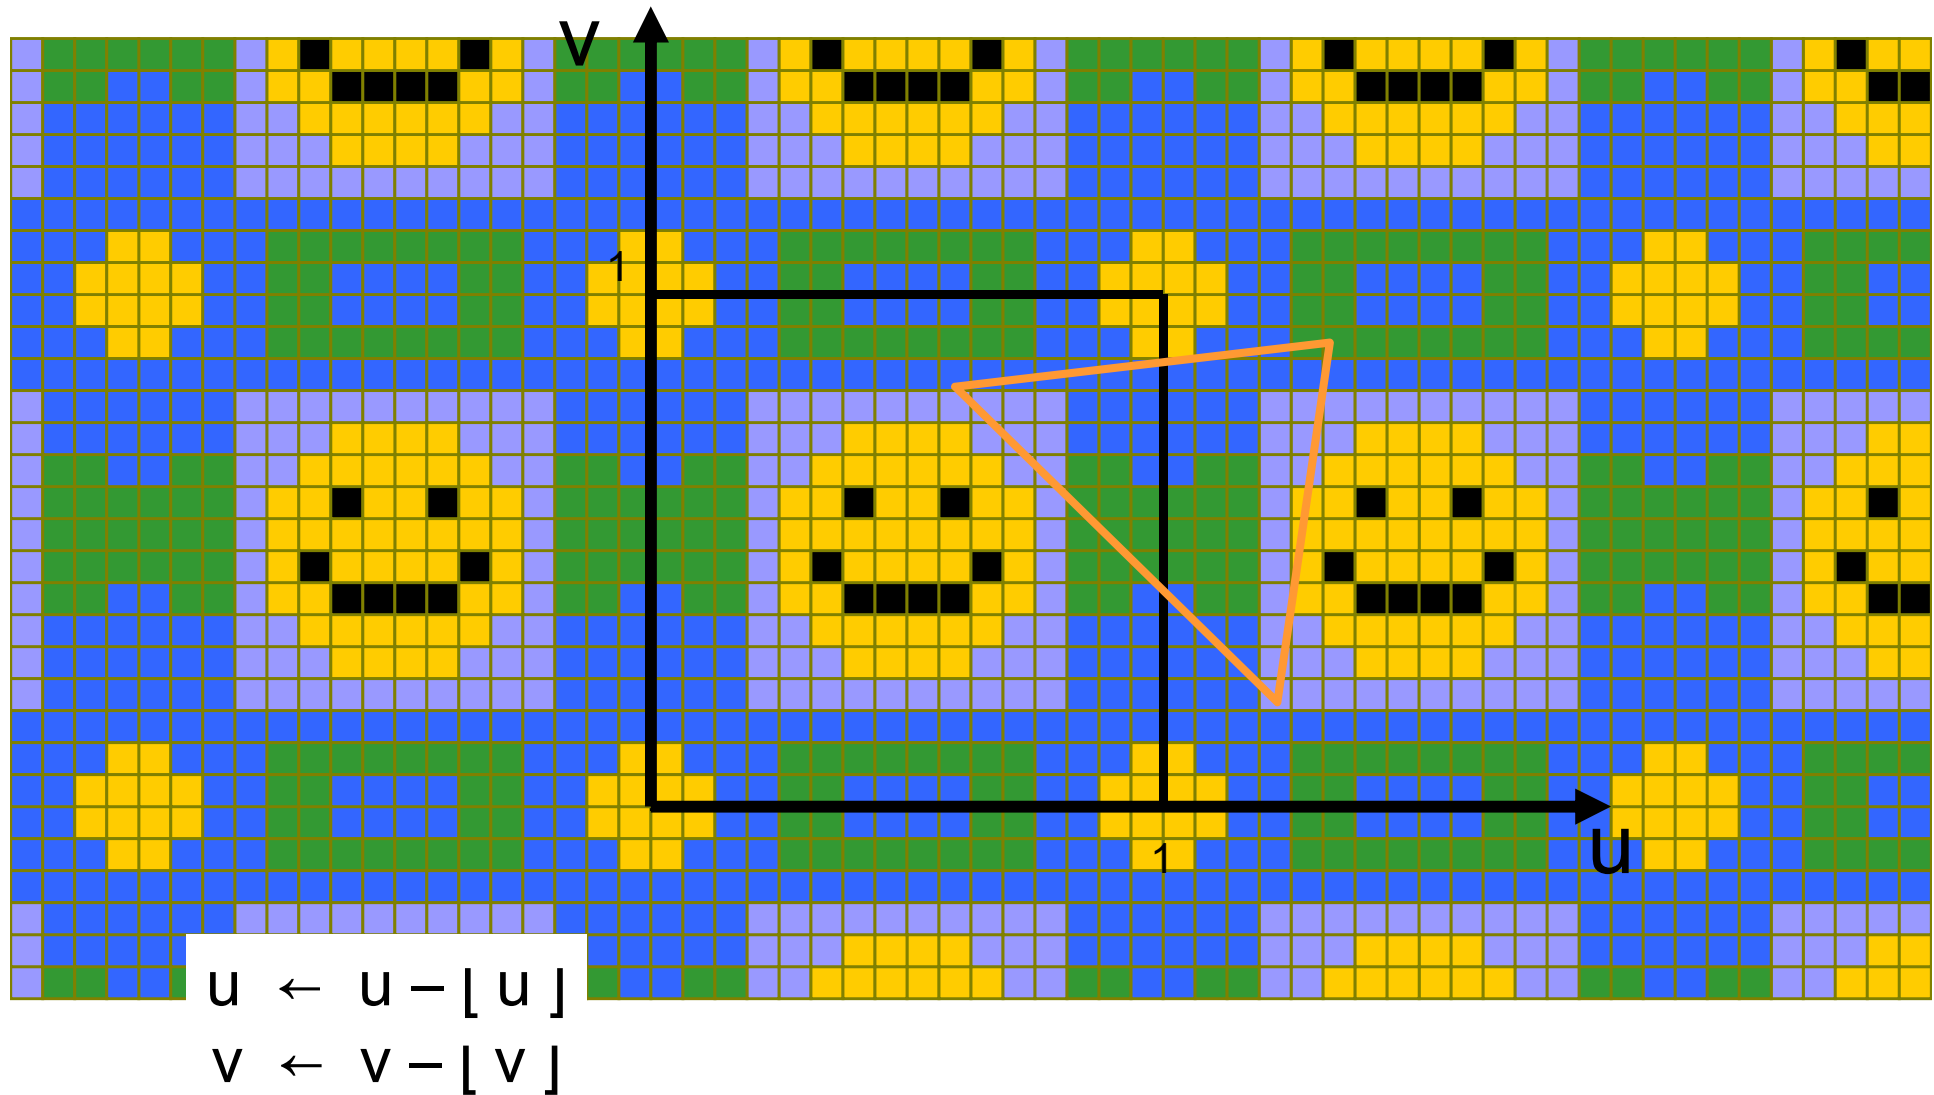 v
1
1
u
u ← u – ⌊ u ⌋
v ← v – ⌊ v ⌋